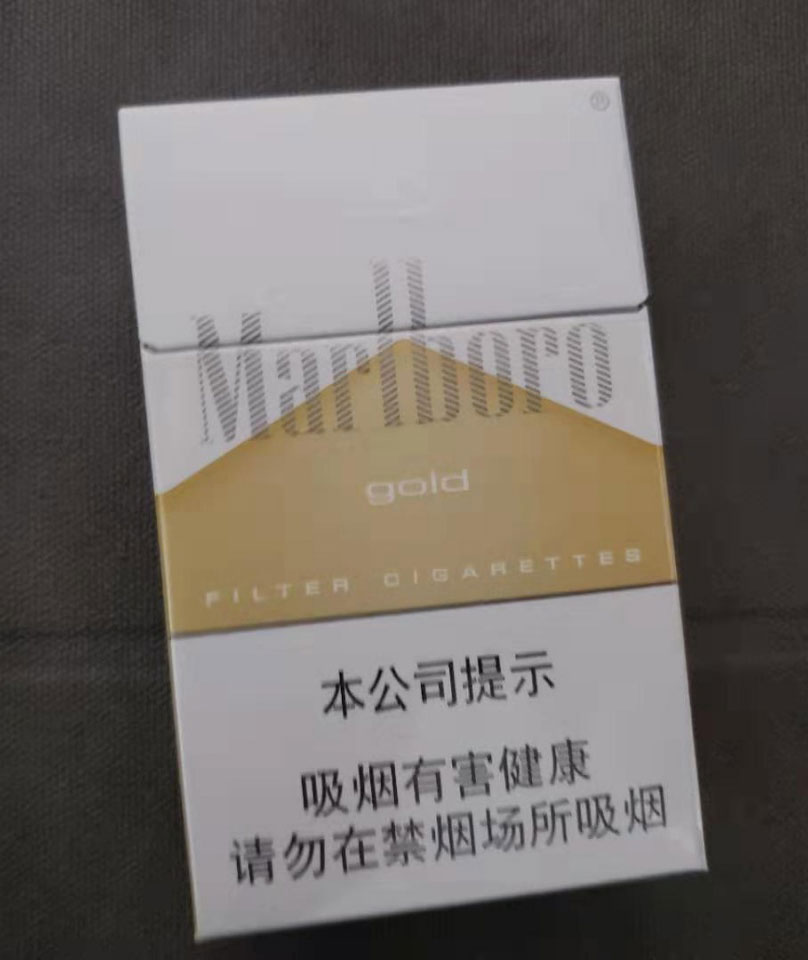 ®
Marlboro
gold
FILTER CIGARETTES
本公司提示
吸烟有害健康
请勿在禁烟场所吸烟